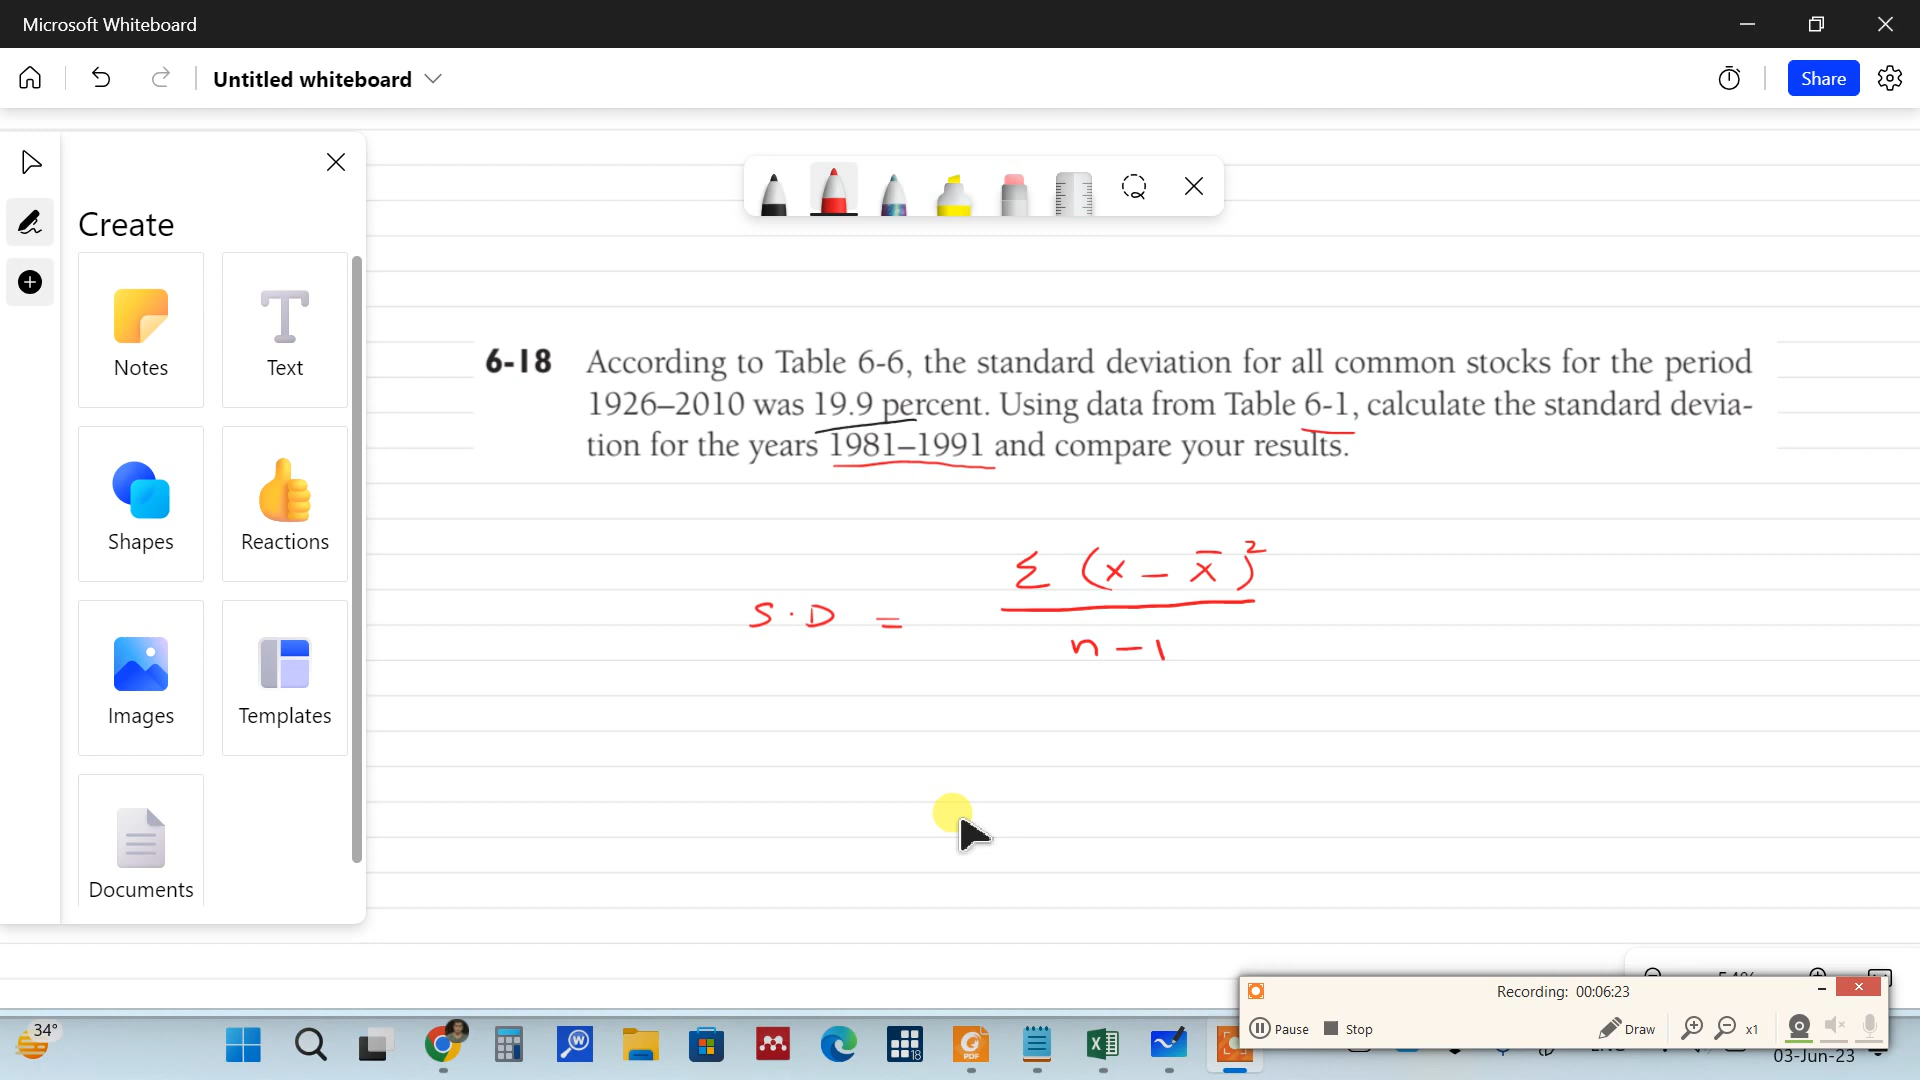 Microsoft Whiteboard
Untitled whiteboard
Share
Create
Notes
Text
Shapes
Reactions
Images
Templates
Documents
6-18 According to Table 6-6, the standard deviation for all common stocks for the period
1926–2010 was 19.9 percent. Using data from Table 6-1, calculate the standard devia-
tion for the years 1981–1991 and compare your results.
Σ (x – x̄)²
S·D =
n – 1
Recording: 00:06:23
Pause
Stop
Draw
x1
34°
18
PDF
03-Jun-23